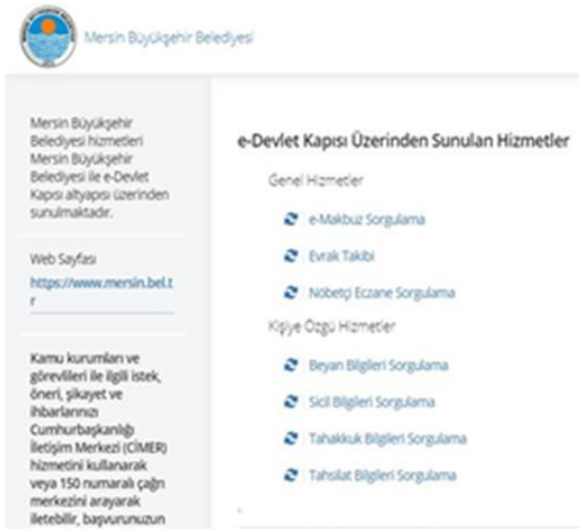 Mersin Büyükşehir Belediyesi
Mersin Büyükşehir
Belediyesi hizmetleri
Mersin Büyükşehir
Belediyesi ile e-Devlet
Kapısı altyapısı üzerinden
sunulmaktadır.
Web Sayfası
https://www.mersin.bel.t
r
Kamu kurumları ve
görevlileri ile ilgili istek,
öneri, şikayet ve
ihbarlarınızı
Cumhurbaşkanlığı
İletişim Merkezi (CİMER)
hizmetini kullanarak
veya 150 numaralı çağrı
merkezini arayarak
iletebilir, başvurunuzun
e-Devlet Kapısı Üzerinden Sunulan Hizmetler
Genel Hizmetler
e-Makbuz Sorgulama
Evrak Takibi
Nöbetçi Eczane Sorgulama
Kişiye Özgü Hizmetler
Beyan Bilgileri Sorgulama
Sicil Bilgileri Sorgulama
Tahakkuk Bilgileri Sorgulama
Tahsilat Bilgileri Sorgulama